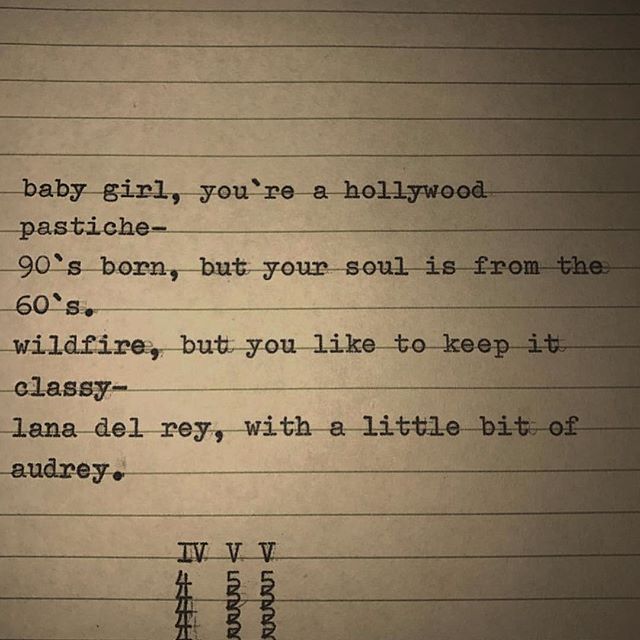 baby girl, you`re a hollywood
pastiche-
90`s born, but your soul is from the
60`s.
wildfire, but you like to keep it
classy-
lana del rey, with a little bit of
audrey.
IV V V
4 5 5
4 5 5
4 5 5
4 5 5